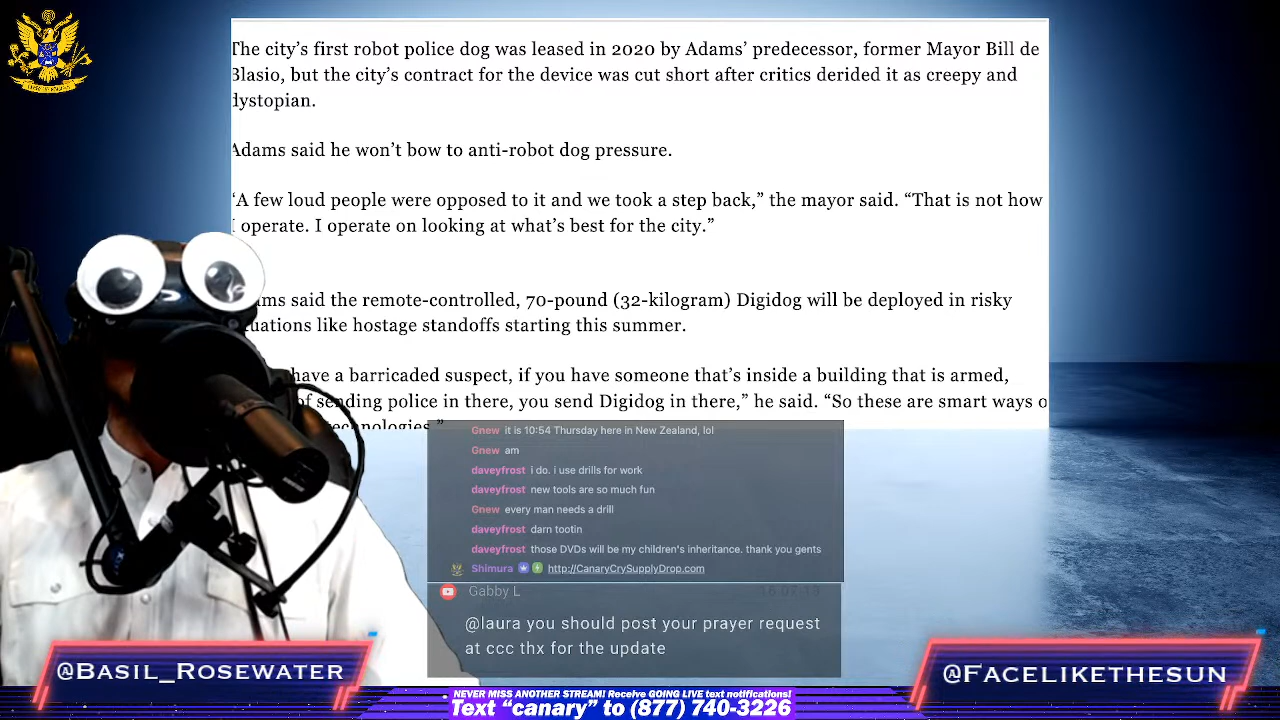 The city's first robot police dog was leased in 2020 by Adams' predecessor, former Mayor Bill de
Blasio, but the city's contract for the device was cut short after critics derided it as creepy and
dystopian.
Adams said he won't bow to anti-robot dog pressure.
“A few loud people were opposed to it and we took a step back,” the mayor said. “That is not how
I operate. I operate on looking at what's best for the city.”
ams said the remote-controlled, 70-pound (32-kilogram) Digidog will be deployed in risky
uations like hostage standoffs starting this summer.
have a barricaded suspect, if you have someone that's inside a building that is armed,
of sending police in there, you send Digidog in there,” he said. “So these are smart ways o
echnologies.”
Gnew it is 10:54 Thursday here in New Zealand, lol
Gnew am
daveyfrost i do. i use drills for work
daveyfrost new tools are so much fun
Gnew every man needs a drill
daveyfrost darn tootin
daveyfrost those DVDs will be my children's inheritance. thank you gents
Shimura http://CanaryCrySupplyDrop.com
Gabby L
@laura you should post your prayer request
at ccc thx for the update
@Basil_Rosewater
@Facelikethesun
NEVER MISS ANOTHER STREAM! Receive GOING LIVE text notifications!
Text “canary” to (877) 740-3226